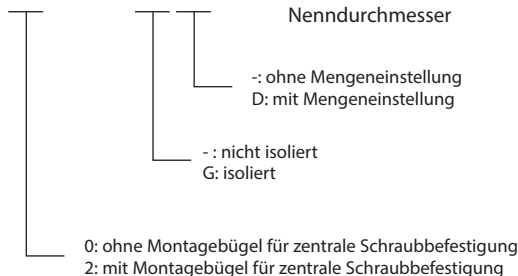 Nenndurchmesser
-: ohne Mengeneinstellung
D: mit Mengeneinstellung
- : nicht isoliert
G: isoliert
0: ohne Montagebügel für zentrale Schraubbefestigung
2: mit Montagebügel für zentrale Schraubbefestigung